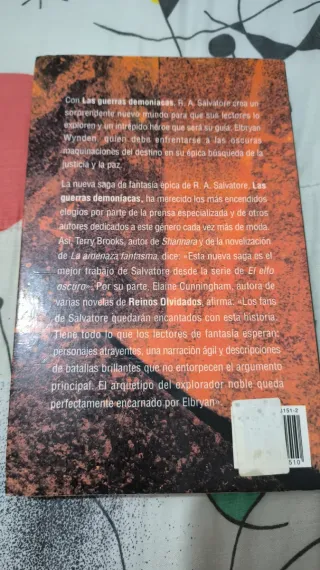 Con Las guerras demoníacas, R. A. Salvatore crea un
sorprendente nuevo mundo para que sus lectores lo
exploren y un intrépido héroe que será su guía, Elbryan
Wynden, quien debe enfrentarse a las oscuras
maquinaciones del destino en su épica búsqueda de la
justicia y la paz.
La nueva saga de fantasía épica de R. A. Salvatore, Las
guerras demoníacas, ha merecido los más encendidos
elogios por parte de la prensa especializada y de otros
autores dedicados a este género cada vez más de moda.
Así, Terry Brooks, autor de Shannara y de la novelización
de La amenaza fantasma, dice: «Esta nueva saga es el
mejor trabajo de Salvatore desde la serie de El elfo
oscuro». Por su parte, Elaine Cunningham, autora de
varias novelas de Reinos Olvidados, afirma: «Los fans
de Salvatore quedarán encantados con esta historia.
Tiene todo lo que los lectores de fantasía esperan:
personajes atrayentes, una narración ágil y descripciones
de batallas brillantes que no entorpecen el argumento
principal. El arquetipo del explorador noble queda
perfectamente encarnado por Elbryan».
3151-2
510